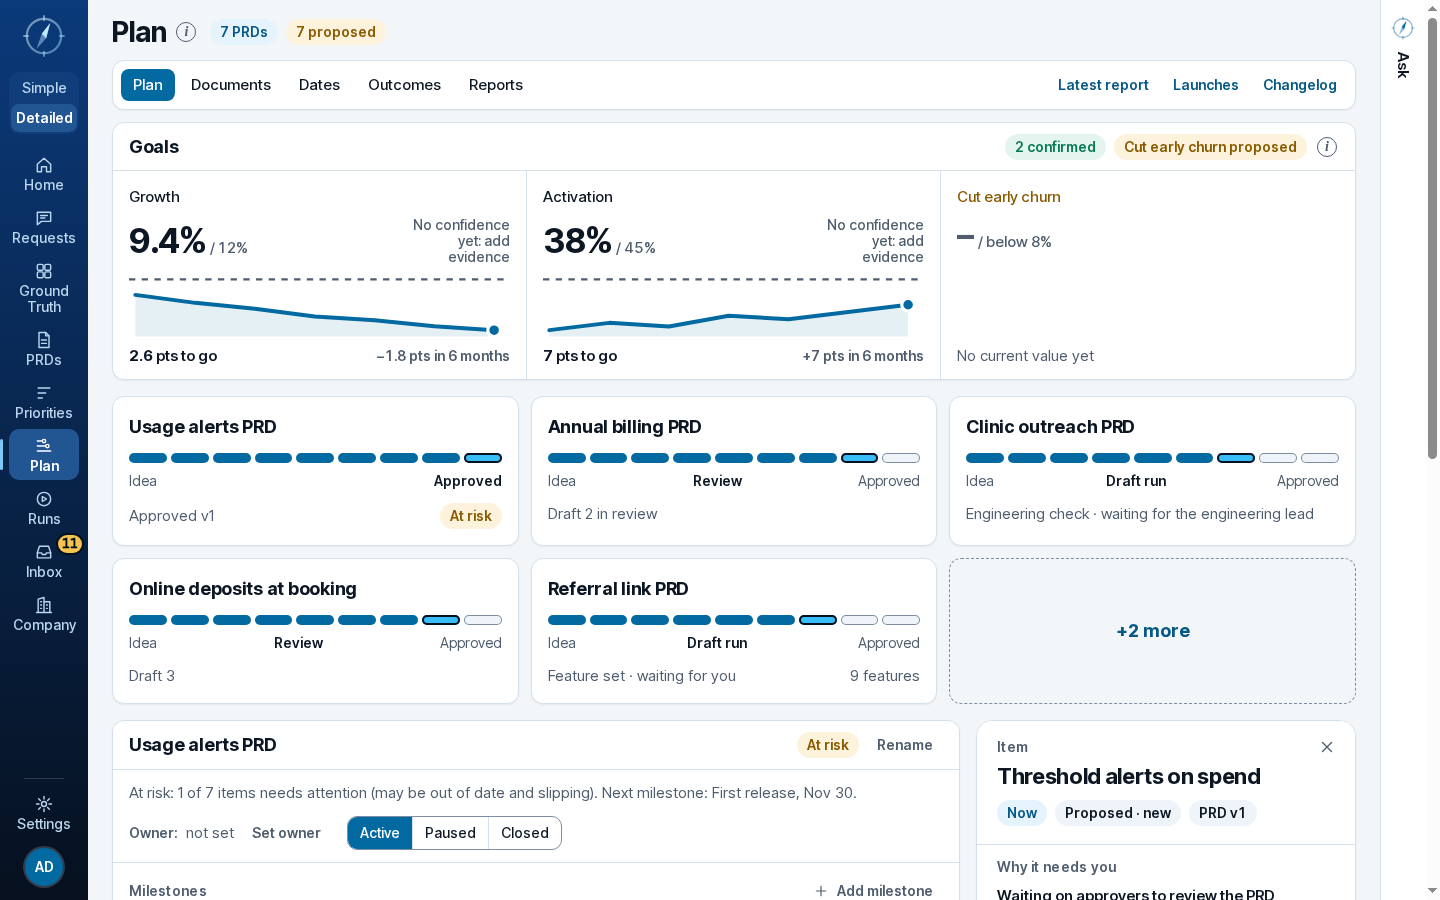 Plan i 7 PRDs 7 proposed
Simple
Detailed
Home
Requests
Ground
Truth
PRDs
Priorities
Plan
Runs
11
Inbox
Company
Settings
AD
Plan Documents Dates Outcomes Reports Latest report Launches Changelog
Goals 2 confirmed Cut early churn proposed i
Growth
9.4% / 12%
No confidence
yet: add
evidence
2.6 pts to go −1.8 pts in 6 months
Activation
38% / 45%
No confidence
yet: add
evidence
7 pts to go +7 pts in 6 months
Cut early churn
– / below 8%
No current value yet
Usage alerts PRD
Idea Approved
Approved v1 At risk
Annual billing PRD
Idea Review Approved
Draft 2 in review
Clinic outreach PRD
Idea Draft run Approved
Engineering check · waiting for the engineering lead
Online deposits at booking
Idea Review Approved
Draft 3
Referral link PRD
Idea Draft run Approved
Feature set · waiting for you 9 features
+2 more
Usage alerts PRD At risk Rename
At risk: 1 of 7 items needs attention (may be out of date and slipping). Next milestone: First release, Nov 30.
Owner: not set Set owner Active Paused Closed
Milestones + Add milestone
Item
Threshold alerts on spend
Now Proposed · new PRD v1
Why it needs you
Waiting on approvers to review the PRD
Ask